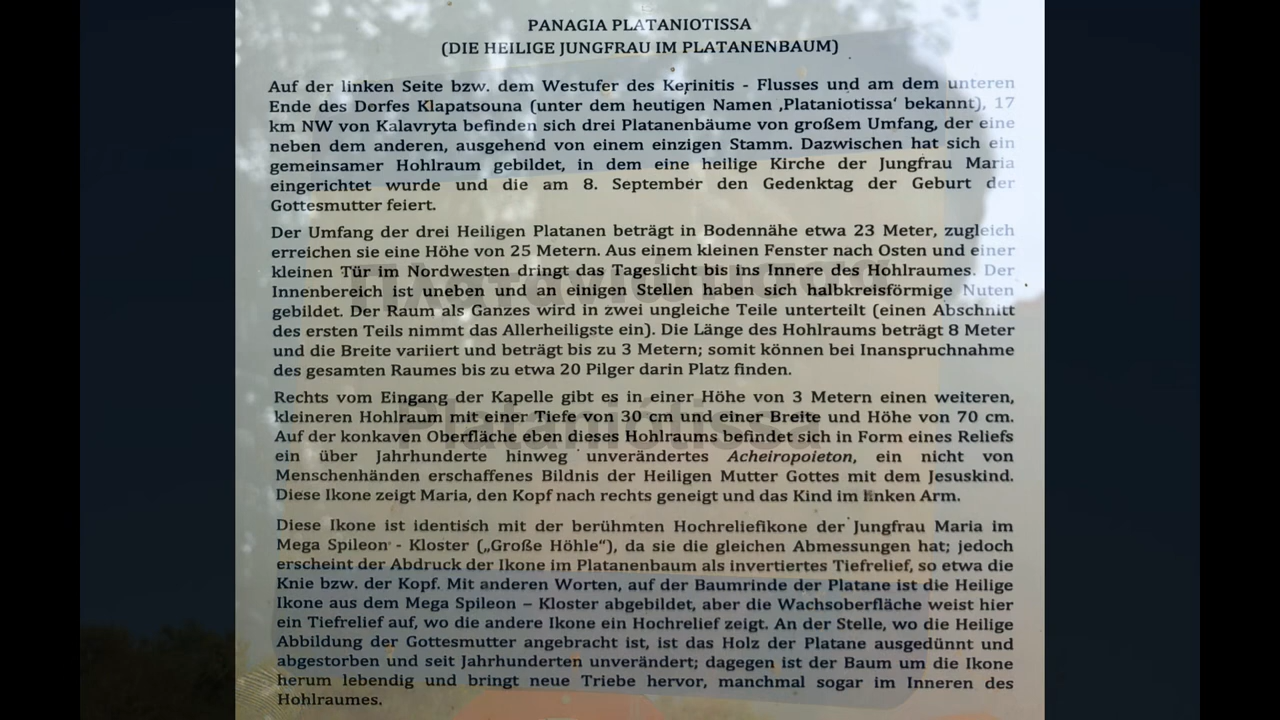 PANAGIA PLATANIOTISSA
(DIE HEILIGE JUNGFRAU IM PLATANENBAUM)
Auf der linken Seite bzw. dem Westufer des Kerinitis - Flusses und am dem unteren
Ende des Dorfes Klapatsouna (unter dem heutigen Namen ‚Plataniotissa‘ bekannt), 17
km NW von Kalavryta befinden sich drei Platanenbäume von großem Umfang, der eine
neben dem anderen, ausgehend von einem einzigen Stamm. Dazwischen hat sich ein
gemeinsamer Hohlraum gebildet, in dem eine heilige Kirche der Jungfrau Maria
eingerichtet wurde und die am 8. September den Gedenktag der Geburt der
Gottesmutter feiert.
Der Umfang der drei Heiligen Platanen beträgt in Bodennähe etwa 23 Meter, zugleich
erreichen sie eine Höhe von 25 Metern. Aus einem kleinen Fenster nach Osten und einer
kleinen Tür im Nordwesten dringt das Tageslicht bis ins Innere des Hohlraumes. Der
Innenbereich ist uneben und an einigen Stellen haben sich halbkreisförmige Nuten
gebildet. Der Raum als Ganzes wird in zwei ungleiche Teile unterteilt (einen Abschnitt
des ersten Teils nimmt das Allerheiligste ein). Die Länge des Hohlraums beträgt 8 Meter
und die Breite variiert und beträgt bis zu 3 Metern; somit können bei Inanspruchnahme
des gesamten Raumes bis zu etwa 20 Pilger darin Platz finden.
Rechts vom Eingang der Kapelle gibt es in einer Höhe von 3 Metern einen weiteren,
kleineren Hohlraum mit einer Tiefe von 30 cm und einer Breite und Höhe von 70 cm.
Auf der konkaven Oberfläche eben dieses Hohlraums befindet sich in Form eines Reliefs
ein über Jahrhunderte hinweg unverändertes Acheiropoieton, ein nicht von
Menschenhänden erschaffenes Bildnis der Heiligen Mutter Gottes mit dem Jesuskind.
Diese Ikone zeigt Maria, den Kopf nach rechts geneigt und das Kind im linken Arm.
Diese Ikone ist identisch mit der berühmten Hochreliefikone der Jungfrau Maria im
Mega Spileon - Kloster („Große Höhle“), da sie die gleichen Abmessungen hat; jedoch
erscheint der Abdruck der Ikone im Platanenbaum als invertiertes Tiefrelief, so etwa die
Knie bzw. der Kopf. Mit anderen Worten, auf der Baumrinde der Platane ist die Heilige
Ikone aus dem Mega Spileon – Kloster abgebildet, aber die Wachsoberfläche weist hier
ein Tiefrelief auf, wo die andere Ikone ein Hochrelief zeigt. An der Stelle, wo die Heilige
Abbildung der Gottesmutter angebracht ist, ist das Holz der Platane ausgedünnt und
abgestorben und seit Jahrhunderten unverändert; dagegen ist der Baum um die Ikone
herum lebendig und bringt neue Triebe hervor, manchmal sogar im Inneren des
Hohlraumes.